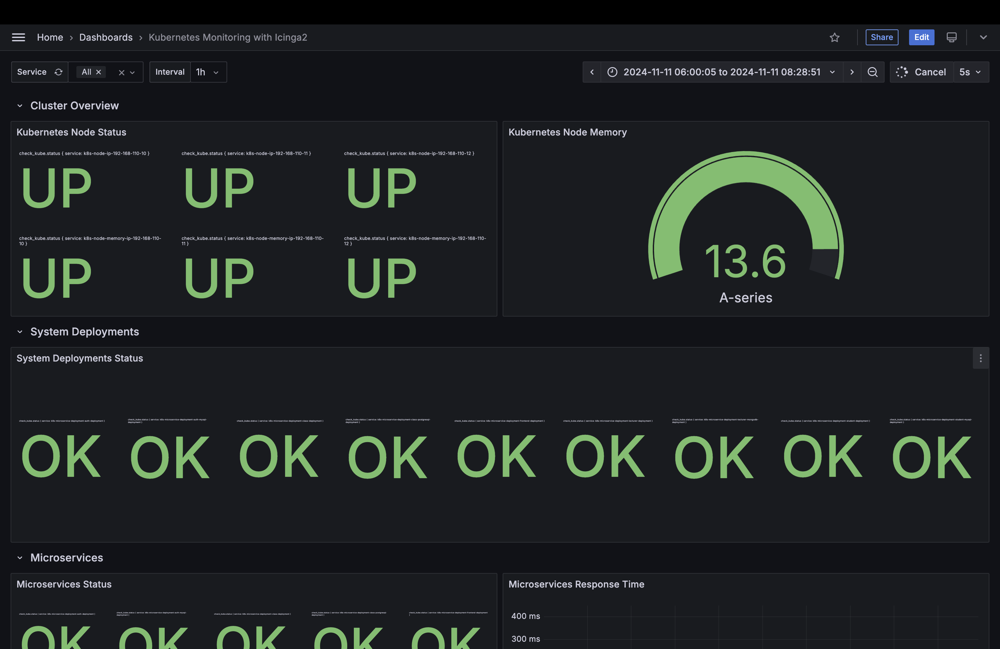 Home › Dashboards › Kubernetes Monitoring with Icinga2
Share
Edit
Service
All
Interval
1h
2024-11-11 06:00:05 to 2024-11-11 08:28:51
Cancel
5s
Cluster Overview
Kubernetes Node Status
check_kube.status { service: k8s-node-ip-192-168-110-10 }
UP
check_kube.status { service: k8s-node-ip-192-168-110-11 }
UP
check_kube.status { service: k8s-node-ip-192-168-110-12 }
UP
check_kube.status { service: k8s-node-memory-ip-192-168-110-
10 }
UP
check_kube.status { service: k8s-node-memory-ip-192-168-110-
11 }
UP
check_kube.status { service: k8s-node-memory-ip-192-168-110-
12 }
UP
Kubernetes Node Memory
13.6
A-series
System Deployments
System Deployments Status
check_kube.status { service: k8s-microservice-deployment-auth-deployment }
OK
check_kube.status { service: k8s-microservice-deployment-auth-mysql-
deployment }
OK
check_kube.status { service: k8s-microservice-deployment-class-deployment }
OK
check_kube.status { service: k8s-microservice-deployment-class-postgresql-
deployment }
OK
check_kube.status { service: k8s-microservice-deployment-frontend-deployment }
OK
check_kube.status { service: k8s-microservice-deployment-lecturer-deployment }
OK
check_kube.status { service: k8s-microservice-deployment-lecturer-mongodb-
deployment }
OK
check_kube.status { service: k8s-microservice-deployment-student-deployment }
OK
check_kube.status { service: k8s-microservice-deployment-student-mysql-
deployment }
OK
Microservices
Microservices Status
check_kube.status { service: k8s-microservice-deployment-auth-deployment }
OK
check_kube.status { service: k8s-microservice-deployment-auth-mysql-
deployment }
OK
check_kube.status { service: k8s-microservice-deployment-class-deployment }
OK
check_kube.status { service: k8s-microservice-deployment-class-postgresql-
deployment }
OK
check_kube.status { service: k8s-microservice-deployment-frontend-deployment
}
OK
Microservices Response Time
400 ms
300 ms